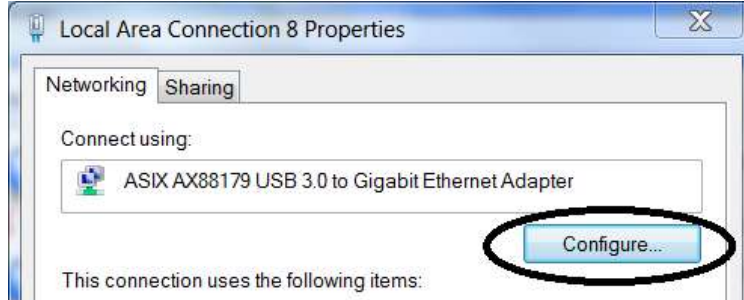 Local Area Connection 8 Properties
Networking Sharing
Connect using:
ASIX AX88179 USB 3.0 to Gigabit Ethernet Adapter
Configure...
This connection uses the following items: